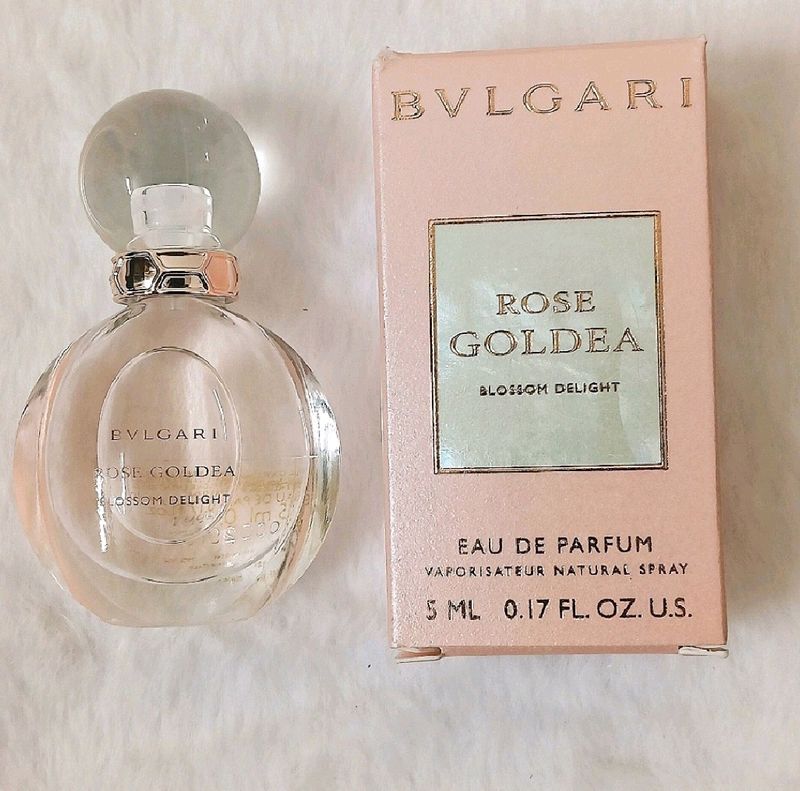 BVLGARI
ROSE GOLDEA
BLOSSOM DELIGHT
BVLGARI
ROSE
GOLDEA
BLOSSOM DELIGHT
EAU DE PARFUM
VAPORISATEUR NATURAL SPRAY
5 ML 0.17 FL. OZ. U.S.